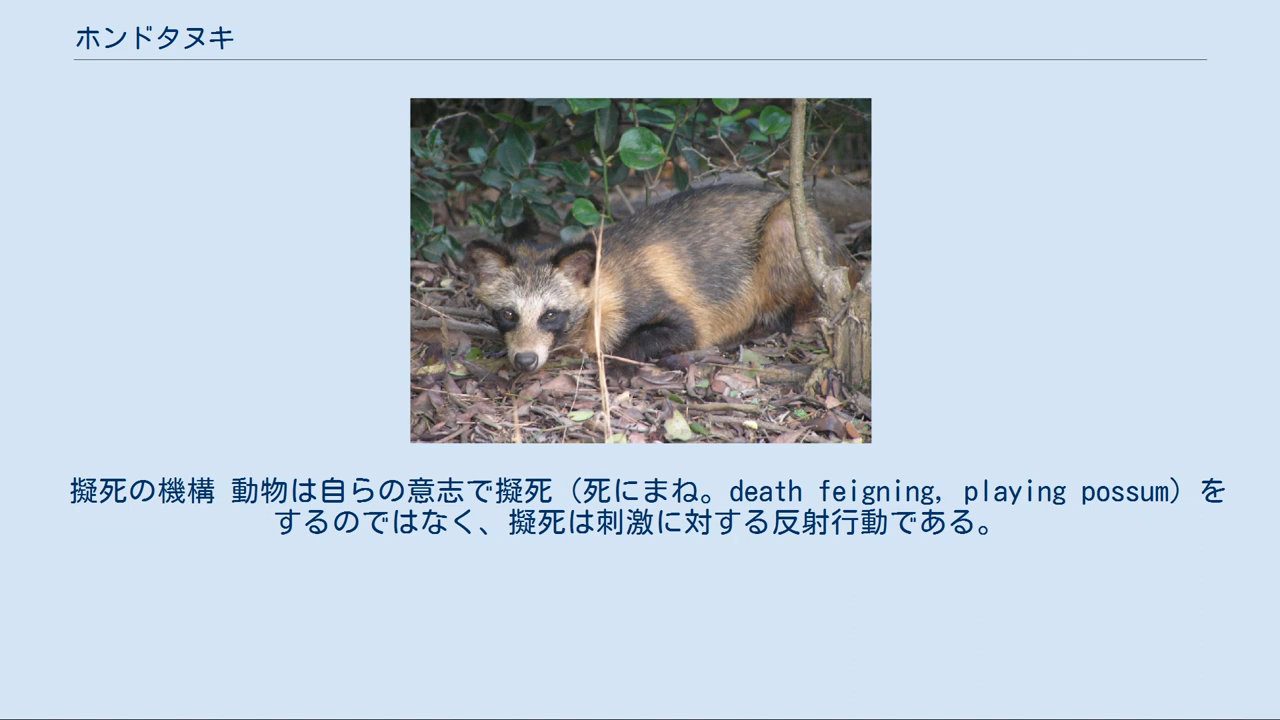 ホンドタヌキ
擬死の機構 動物は自らの意志で擬死（死にまね。death feigning, playing possum）を
するのではなく、擬死は刺激に対する反射行動である。